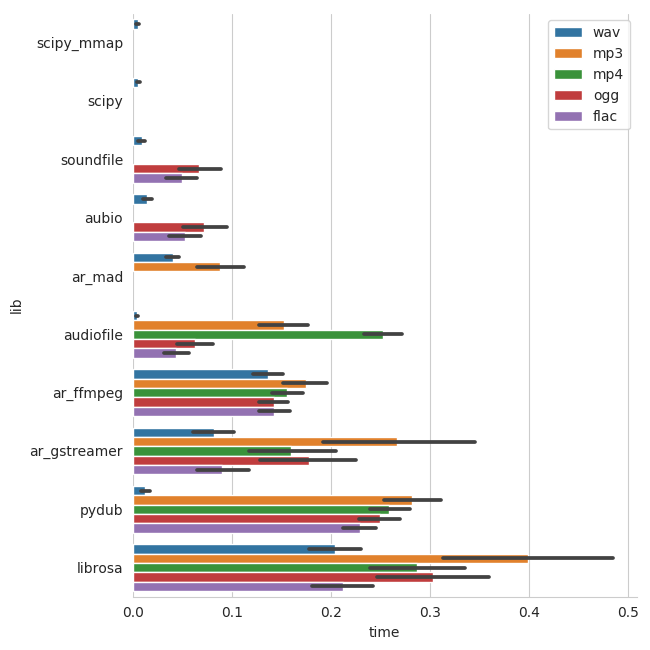 wav
mp3
mp4
ogg
flac
scipy_mmap
scipy
soundfile
aubio
ar_mad
audiofile
ar_ffmpeg
ar_gstreamer
pydub
librosa
lib
0.0 0.1 0.2 0.3 0.4 0.5
time